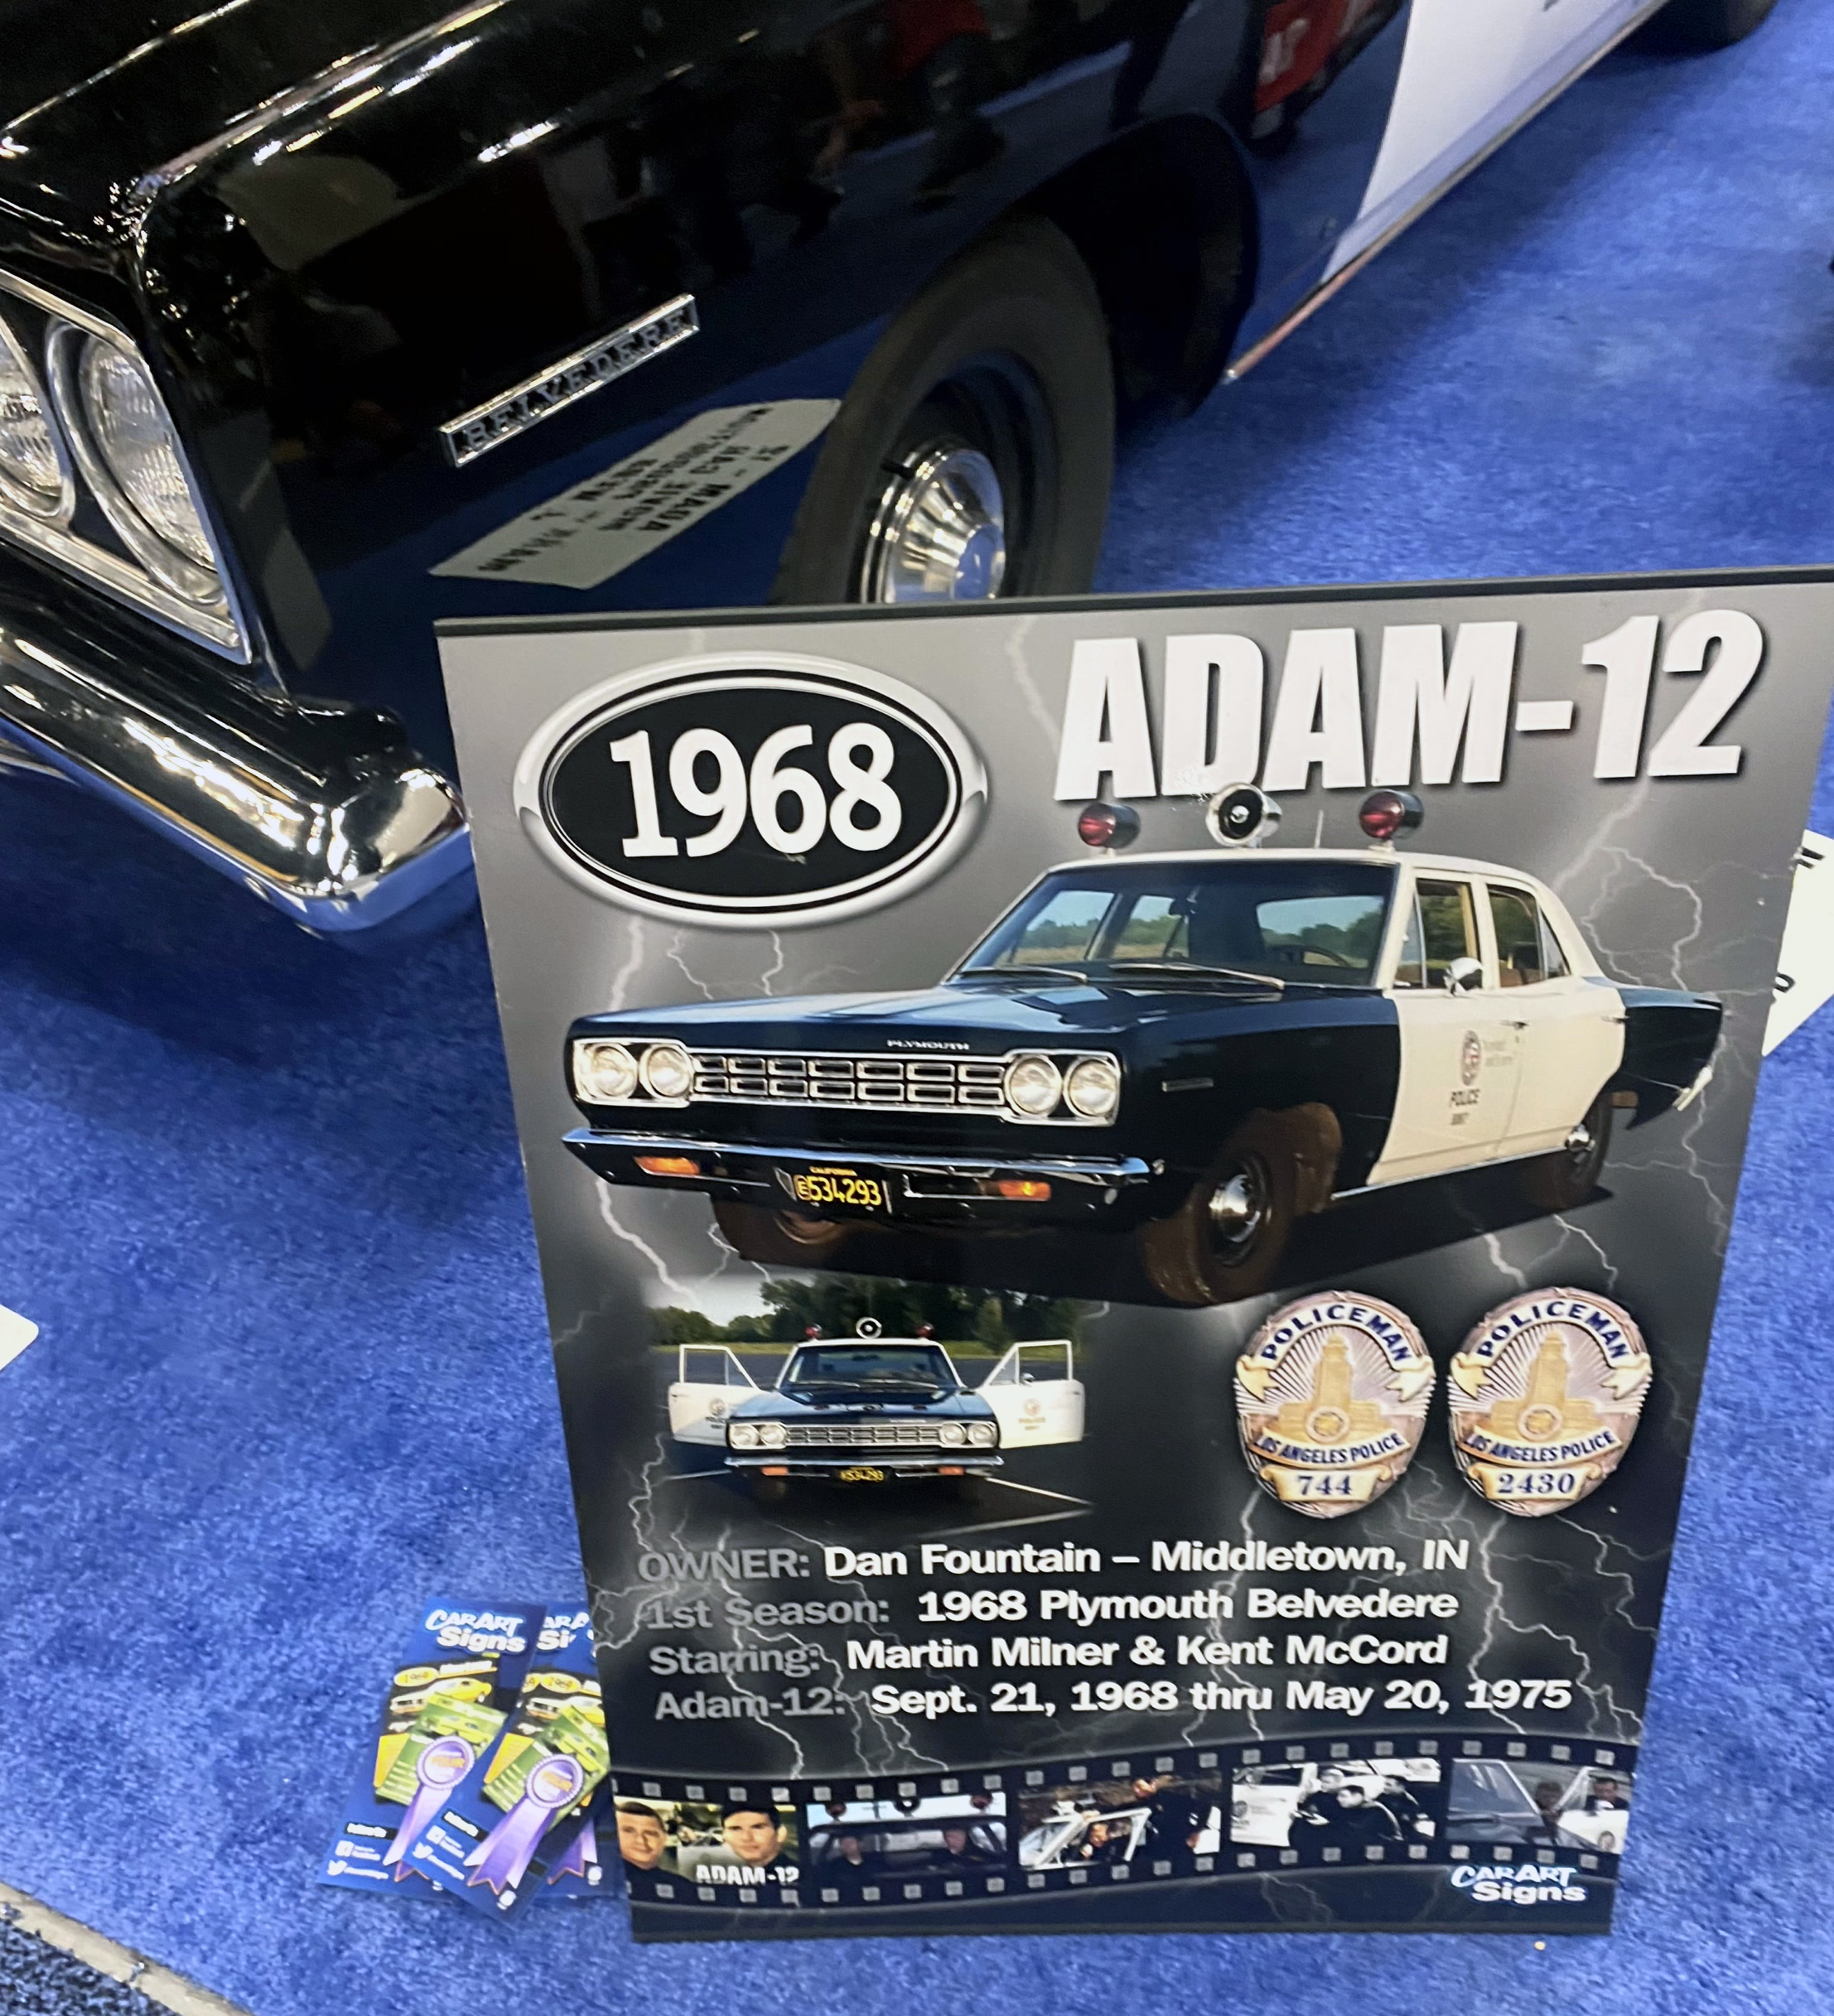 BELVEDERE
1968
ADAM-12
PLYMOUTH
POLICE
CALIFORNIA
E534293
POLICEMAN
LOS ANGELES POLICE
744
POLICEMAN
LOS ANGELES POLICE
2430
OWNER: Dan Fountain – Middletown, IN
1st Season: 1968 Plymouth Belvedere
Starring: Martin Milner & Kent McCord
Adam-12: Sept. 21, 1968 thru May 20, 1975
ADAM-12
CARART
Signs
CARART
Signs